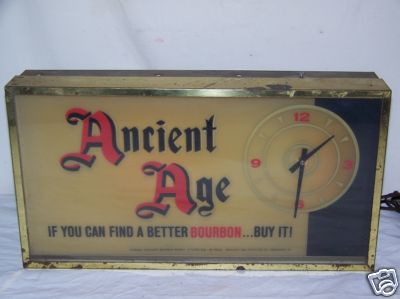 Ancient
Age
IF YOU CAN FIND A BETTER BOURBON...BUY IT!
12
3
6
9